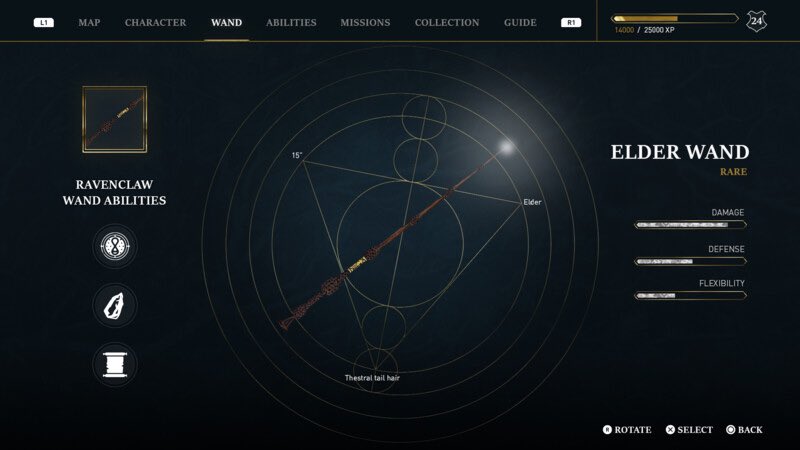 L1 MAP CHARACTER WAND ABILITIES MISSIONS COLLECTION GUIDE R1
24
14000 / 25000 XP
RAVENCLAW
WAND ABILITIES
15"
Elder
Thestral tail hair
ELDER WAND
RARE
DAMAGE
DEFENSE
FLEXIBILITY
R ROTATE SELECT BACK